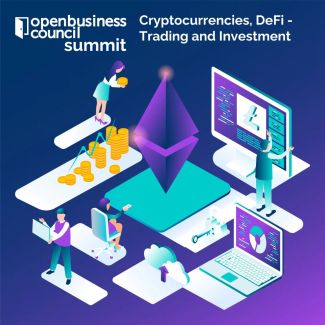 openbusiness
council
summit
Cryptocurrencies, DeFi -
Trading and Investment